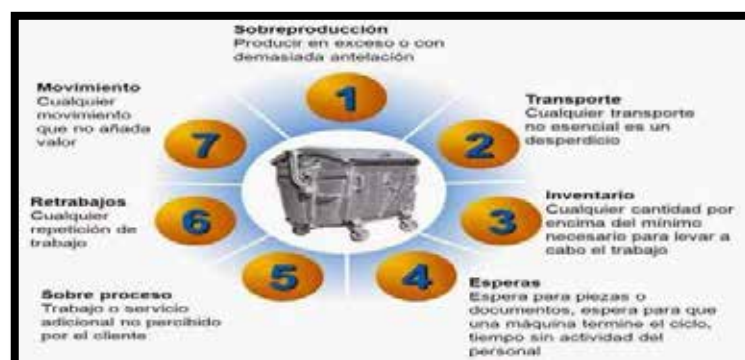 Sobreproducción
Producir en exceso o con
demasiada antelación
1
Transporte
Cualquier transporte
no esencial es un
desperdicio
2
Inventario
Cualquier cantidad por
encima del mínimo
necesario para levar a
cabo el trabajo
3
Esperas
Espera para piezas o
documentos, espera para que
una máquina termine el ciclo,
tiempo sin actividad del
personal
4
Sobre proceso
Trabajo o servicio
adicional no percibido
por el cliente
5
Retrabajos
Cualquier
repetición de
trabajo
6
Movimiento
Cualquier
movimiento
que no añada
valor
7